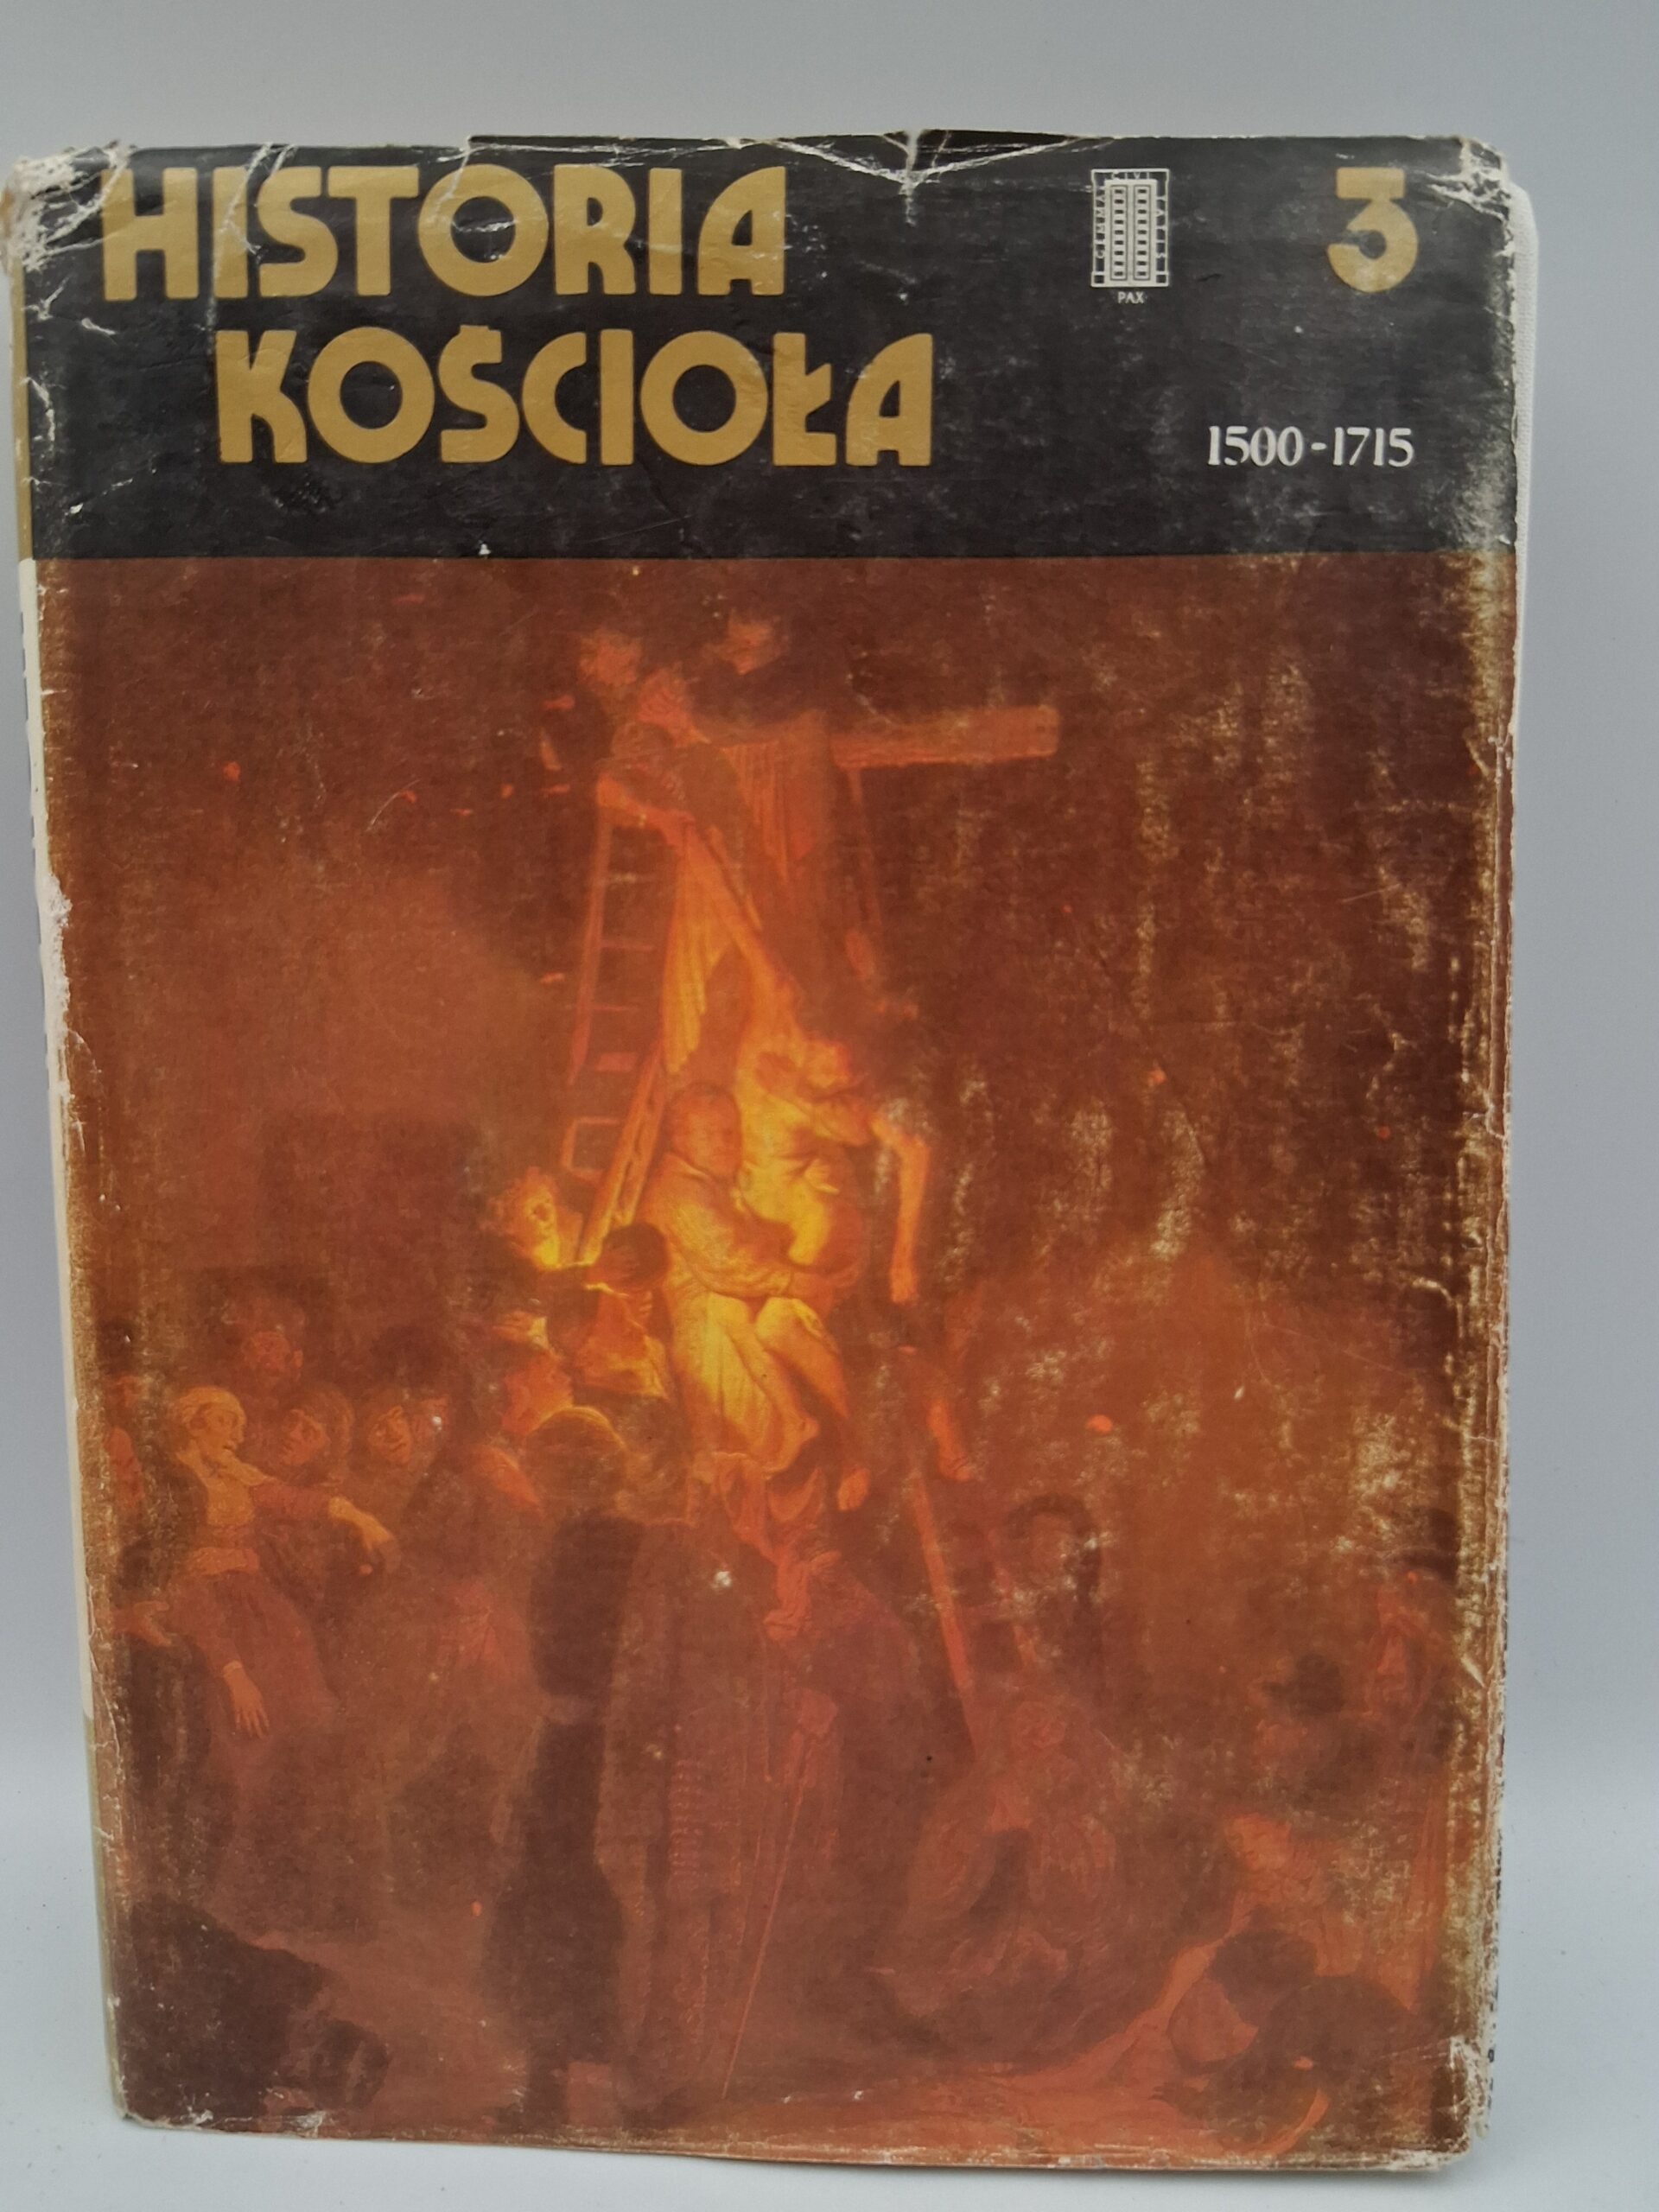 HISTORIA
KOŚCIOŁA
3
1500-1715
PAX